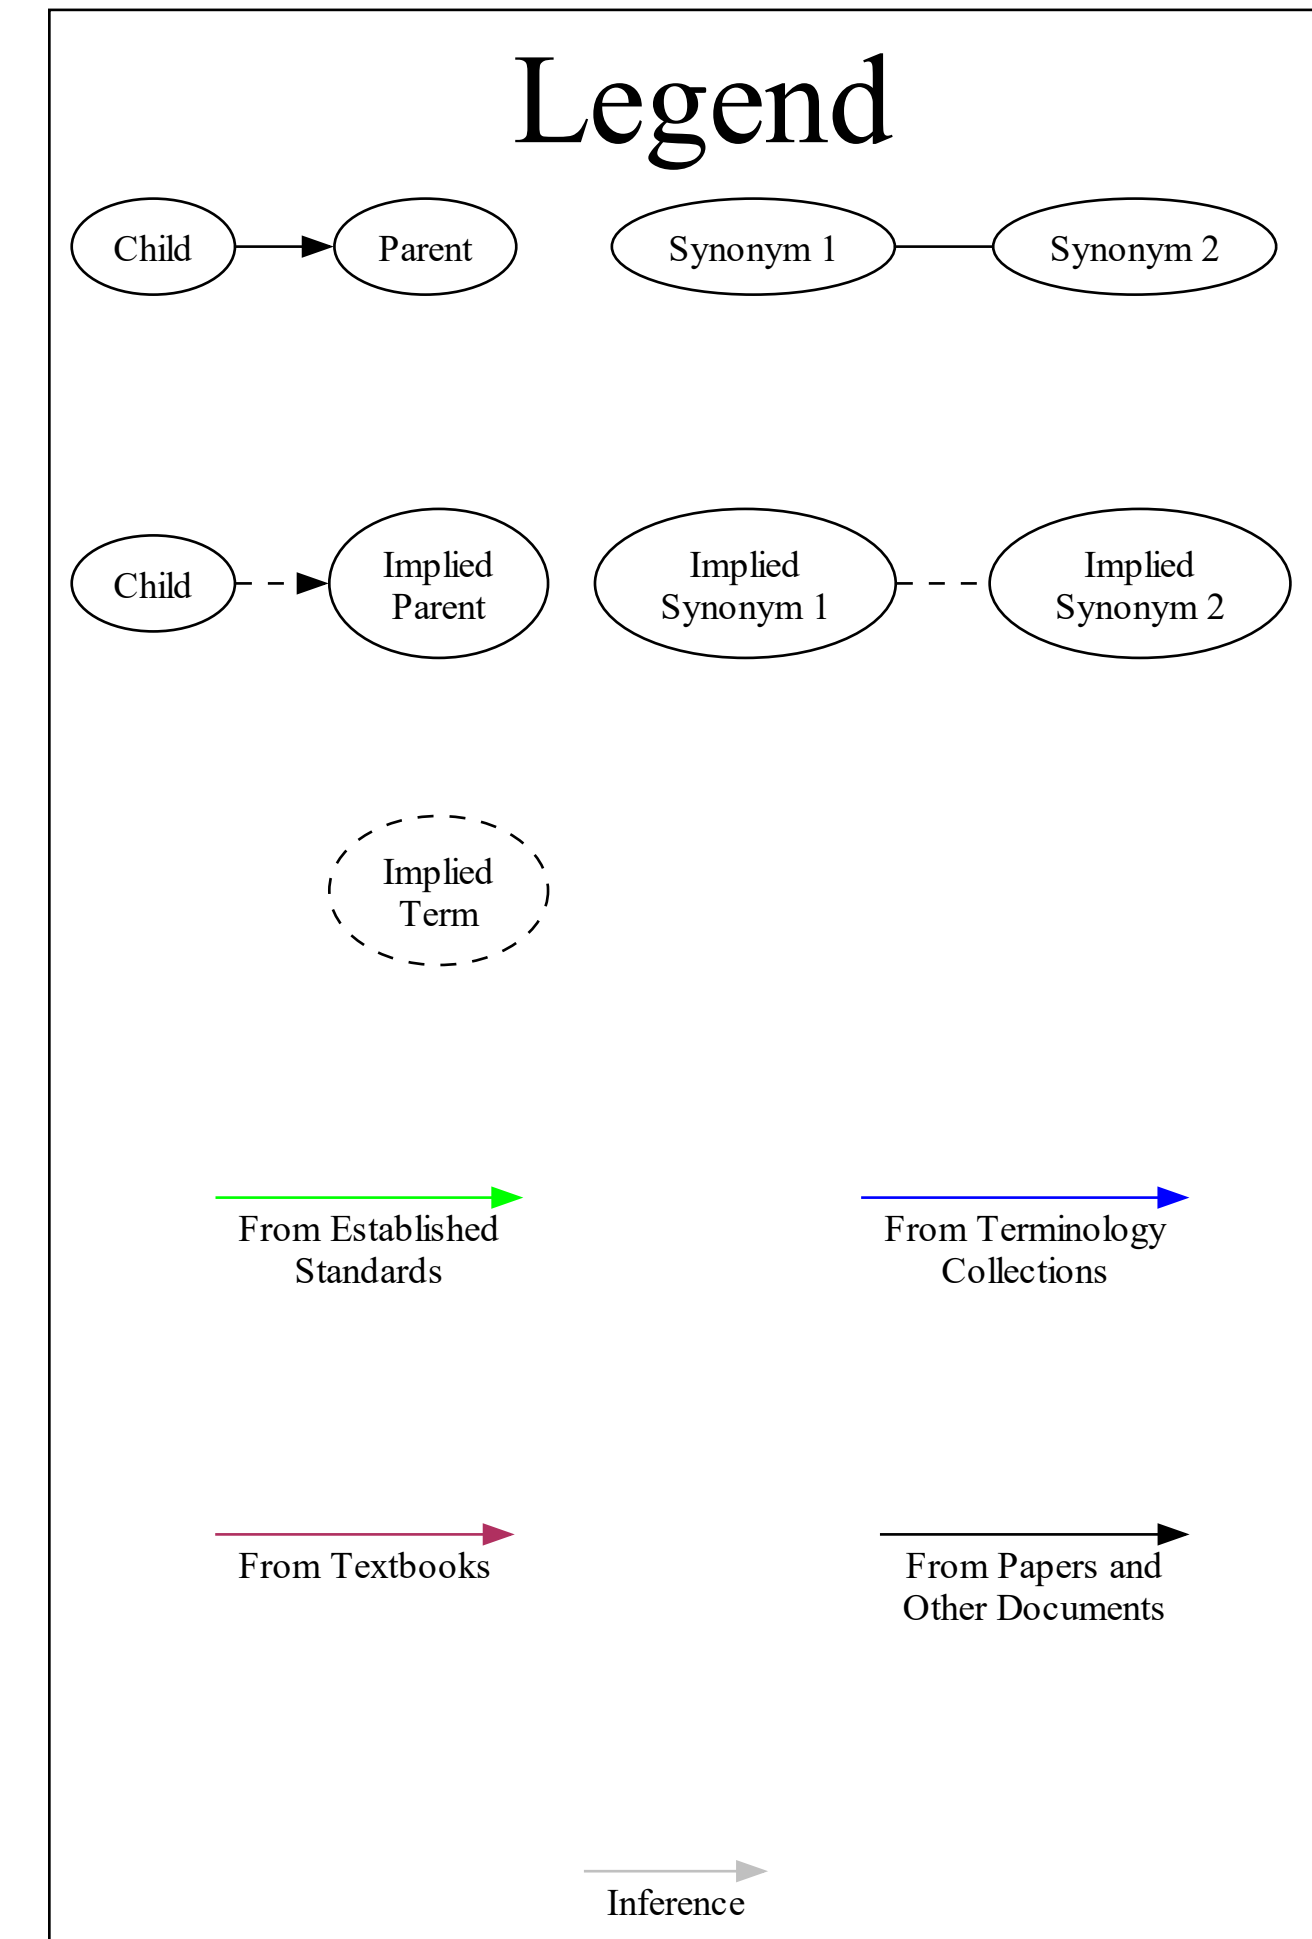 Legend
Child
Parent
Synonym 1
Synonym 2
Child
Implied
Parent
Implied
Synonym 1
Implied
Synonym 2
Implied
Term
From Established
Standards
From Terminology
Collections
From Textbooks
From Papers and
Other Documents
Inference